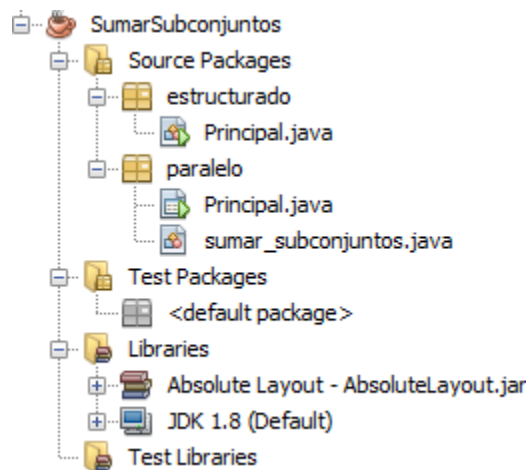 SumarSubconjuntos
Source Packages
estructurado
Principal.java
paralelo
Principal.java
sumar_subconjuntos.java
Test Packages
<default package>
Libraries
Absolute Layout - AbsoluteLayout.jar
JDK 1.8 (Default)
Test Libraries